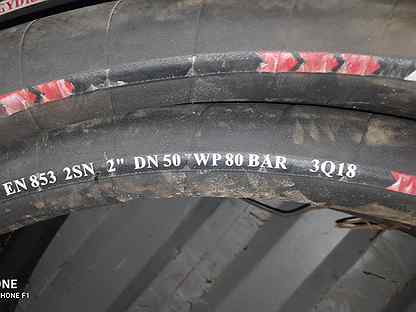 EN 853 2SN 2" DN 50 WP 80 BAR 3Q18
ONE
HONE F1